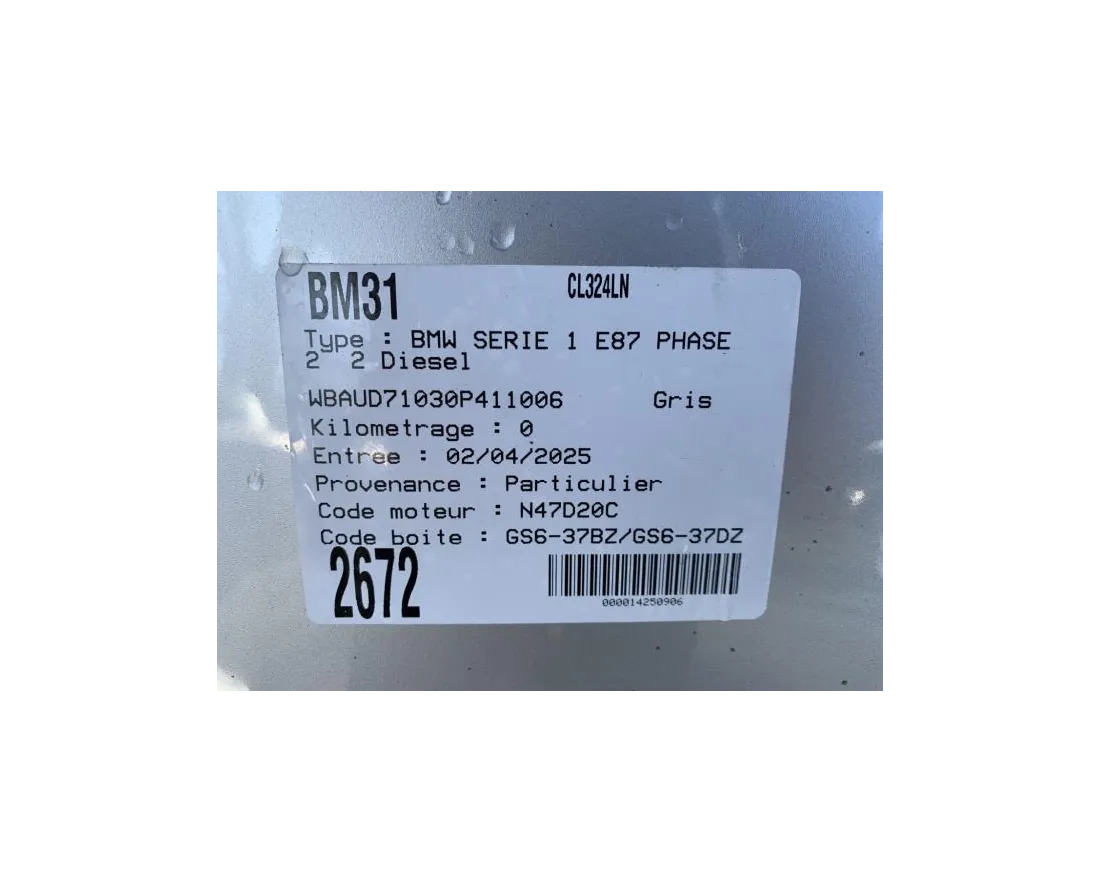 BM31 CL324LN
Type : BMW SERIE 1 E87 PHASE
2 2 Diesel
WBAUD71030P411006 Gris
Kilometrage : 0
Entree : 02/04/2025
Provenance : Particulier
Code moteur : N47D20C
Code boite : GS6-37BZ/GS6-37DZ
2672
000014250906